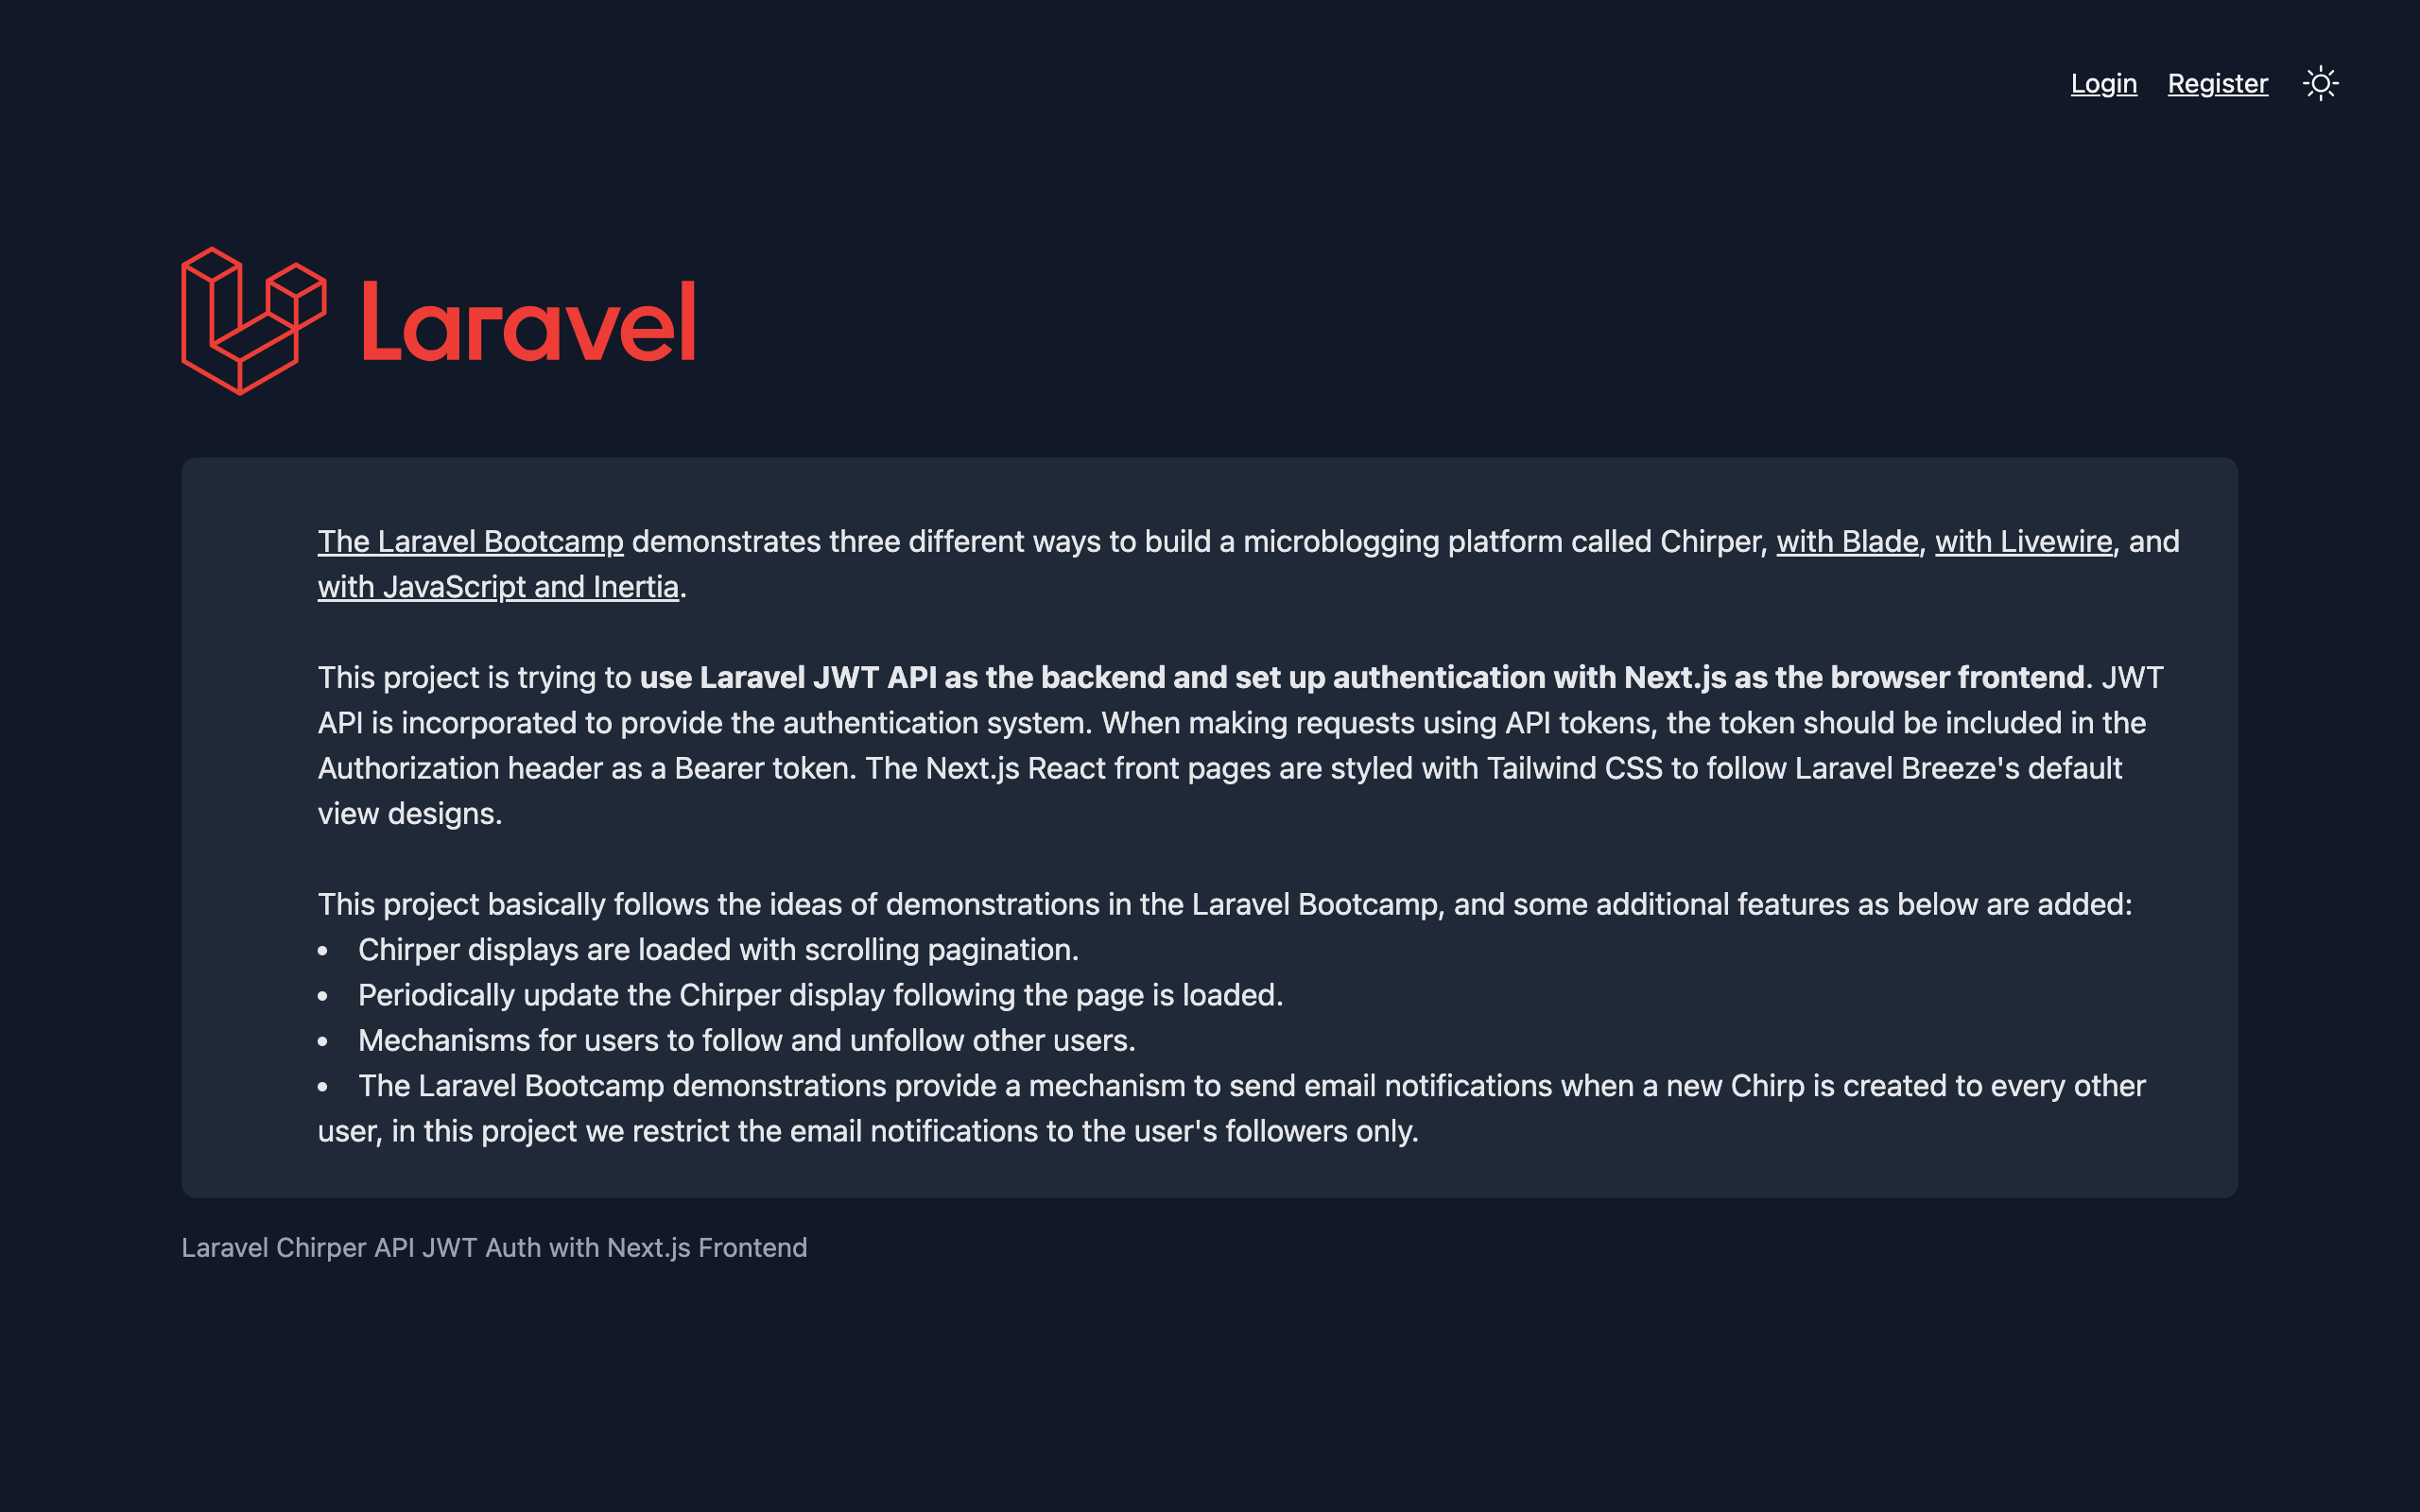 Login Register
Laravel
The Laravel Bootcamp demonstrates three different ways to build a microblogging platform called Chirper, with Blade, with Livewire, and
with JavaScript and Inertia.
This project is trying to use Laravel JWT API as the backend and set up authentication with Next.js as the browser frontend. JWT
API is incorporated to provide the authentication system. When making requests using API tokens, the token should be included in the
Authorization header as a Bearer token. The Next.js React front pages are styled with Tailwind CSS to follow Laravel Breeze's default
view designs.
This project basically follows the ideas of demonstrations in the Laravel Bootcamp, and some additional features as below are added:
• Chirper displays are loaded with scrolling pagination.
• Periodically update the Chirper display following the page is loaded.
• Mechanisms for users to follow and unfollow other users.
• The Laravel Bootcamp demonstrations provide a mechanism to send email notifications when a new Chirp is created to every other
user, in this project we restrict the email notifications to the user's followers only.
Laravel Chirper API JWT Auth with Next.js Frontend